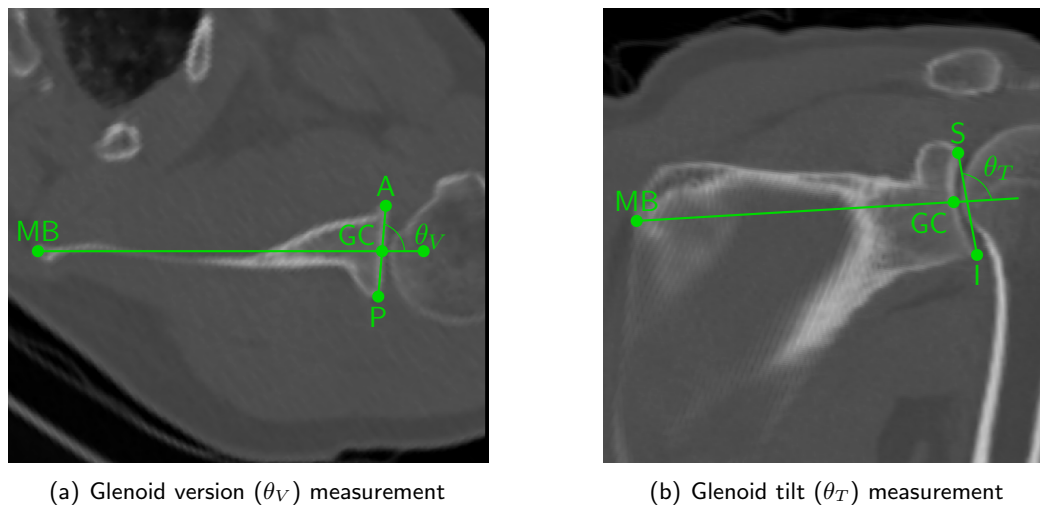 A
MB
GC
θ_V
P
S
θ_T
MB
GC
I
(a) Glenoid version (θ_V) measurement
(b) Glenoid tilt (θ_T) measurement